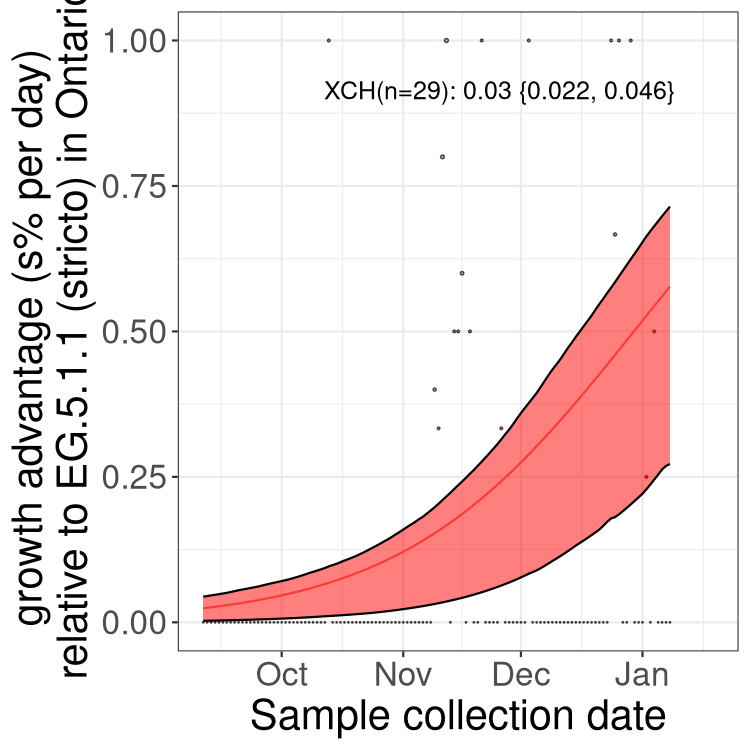 growth advantage (s% per day)
relative to EG.5.1.1 (stricto) in Ontario
1.00
0.75
0.50
0.25
0.00
XCH(n=29): 0.03 {0.022, 0.046}
Oct Nov Dec Jan
Sample collection date